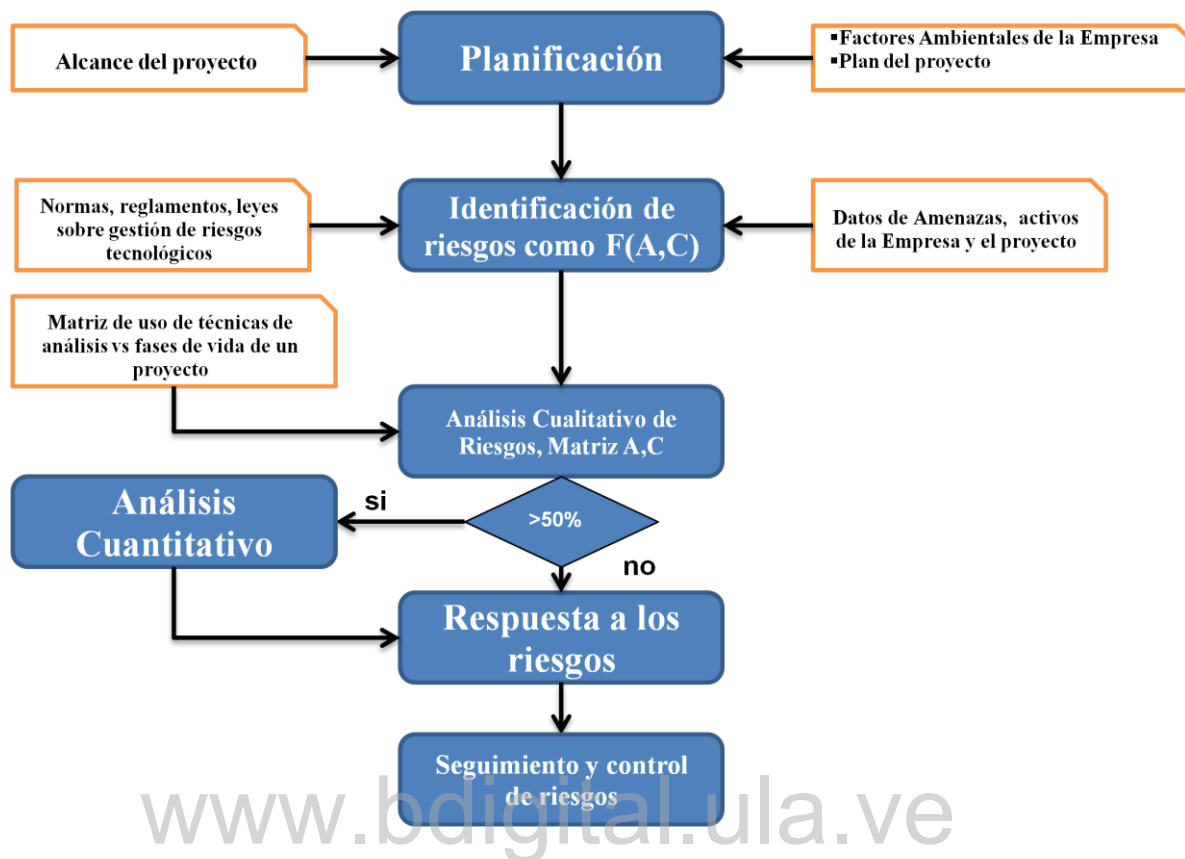 Alcance del proyecto
Planificación
▪Factores Ambientales de la Empresa
▪Plan del proyecto
Normas, reglamentos, leyes
sobre gestión de riesgos
tecnológicos
Identificación de
riesgos como F(A,C)
Datos de Amenazas, activos
de la Empresa y el proyecto
Matriz de uso de técnicas de
análisis vs fases de vida de un
proyecto
Análisis Cualitativo de
Riesgos, Matriz A,C
Análisis
Cuantitativo
si
>50%
no
Respuesta a los
riesgos
Seguimiento y control
de riesgos
www.bdigital.ula.ve